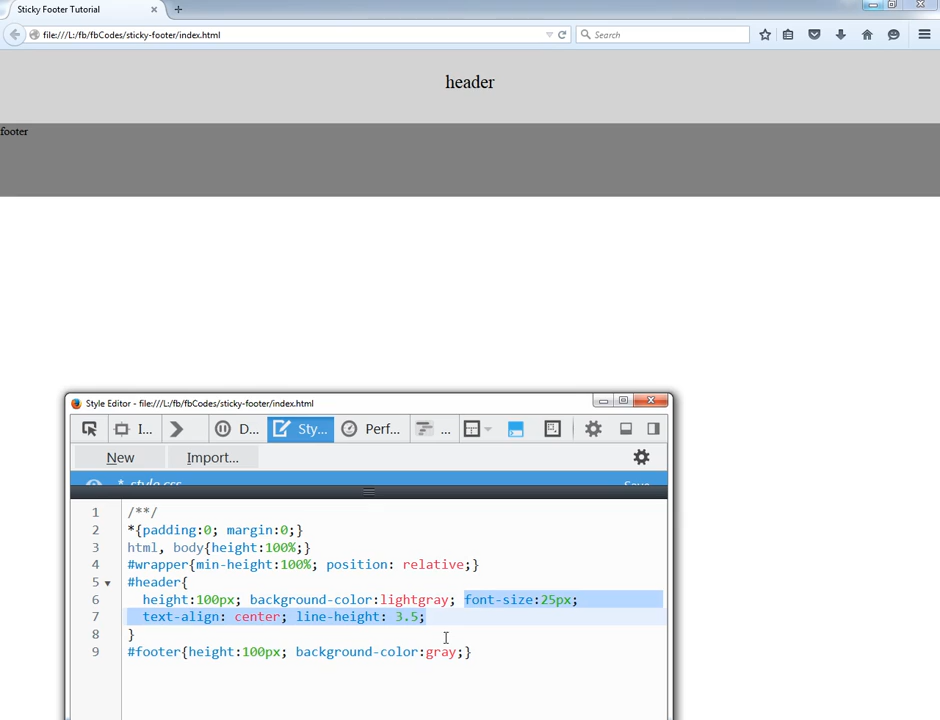 Sticky Footer Tutorial
file:///L:/fb/fbCodes/sticky-footer/index.html
Search
header
footer
Style Editor - file:///L:/fb/fbCodes/sticky-footer/index.html
I... D... Sty... Perf... ...
New Import...
* style.css Save
1 /**/
2 *{padding:0; margin:0;}
3 html, body{height:100%;}
4 #wrapper{min-height:100%; position: relative;}
5 #header{
6 height:100px; background-color:lightgray; font-size:25px;
7 text-align: center; line-height: 3.5;
8 }
9 #footer{height:100px; background-color:gray;}